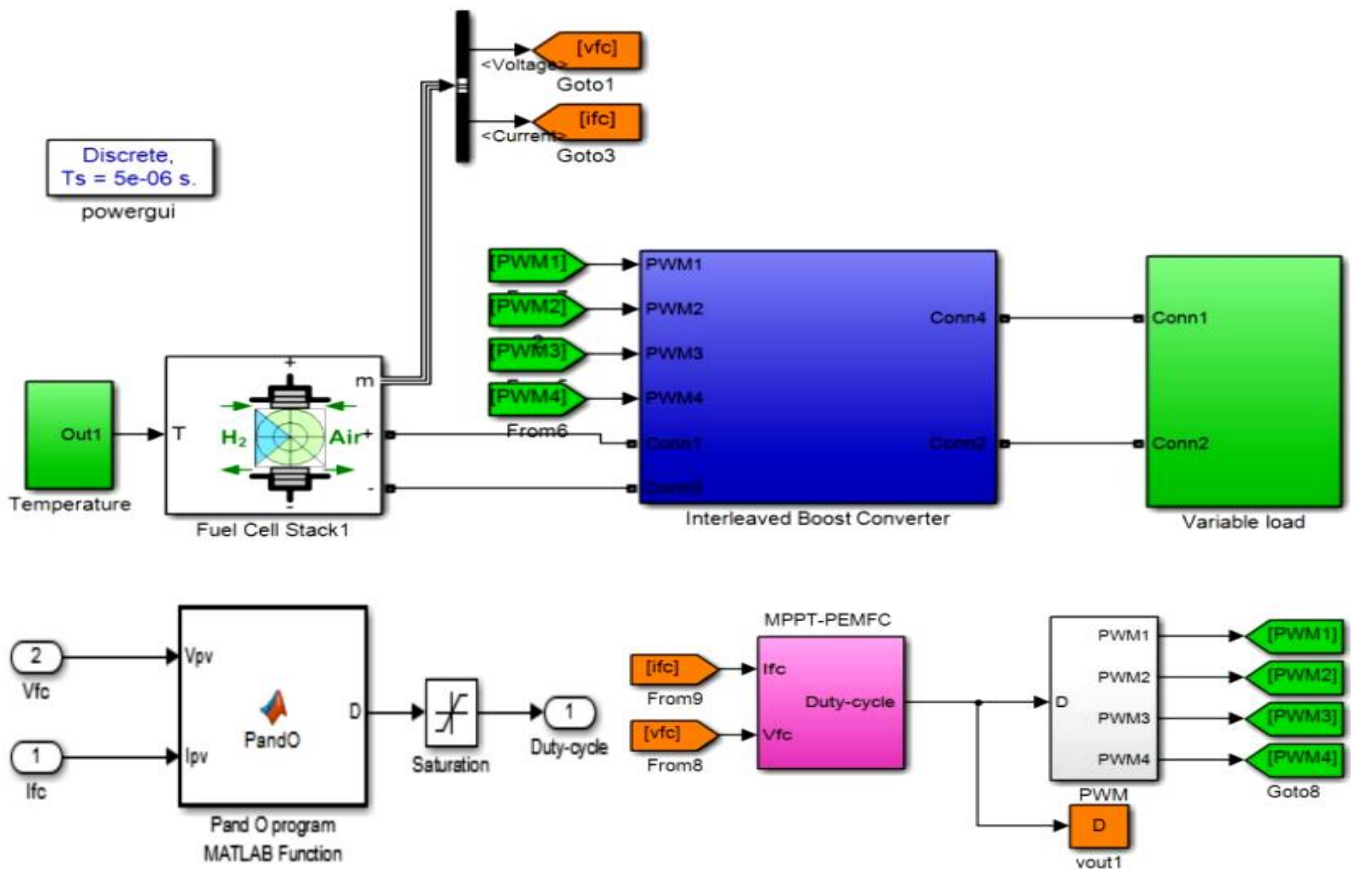 [vfc]
<Voltage>
Goto1
[ifc]
<Current>
Goto3
Discrete,
Ts = 5e-06 s.
powergui
[PWM1]
PWM1
[PWM2]
PWM2
[PWM3]
PWM3
[PWM4]
PWM4
From6
Conn1
Conn4
Conn2
Interleaved Boost Converter
Conn1
Conn2
Variable load
Out1
Temperature
T
+
m
H2
Air
+
-
-
Fuel Cell Stack1
2
Vfc
1
Ifc
Vpv
Ipv
PandO
D
Pand O program
MATLAB Function
Saturation
1
Duty-cycle
MPPT-PEMFC
[ifc]
From9
[vfc]
From8
Ifc
Vfc
Duty-cycle
D
PWM1
PWM2
PWM3
PWM4
PWM
[PWM1]
[PWM2]
[PWM3]
[PWM4]
Goto8
D
vout1